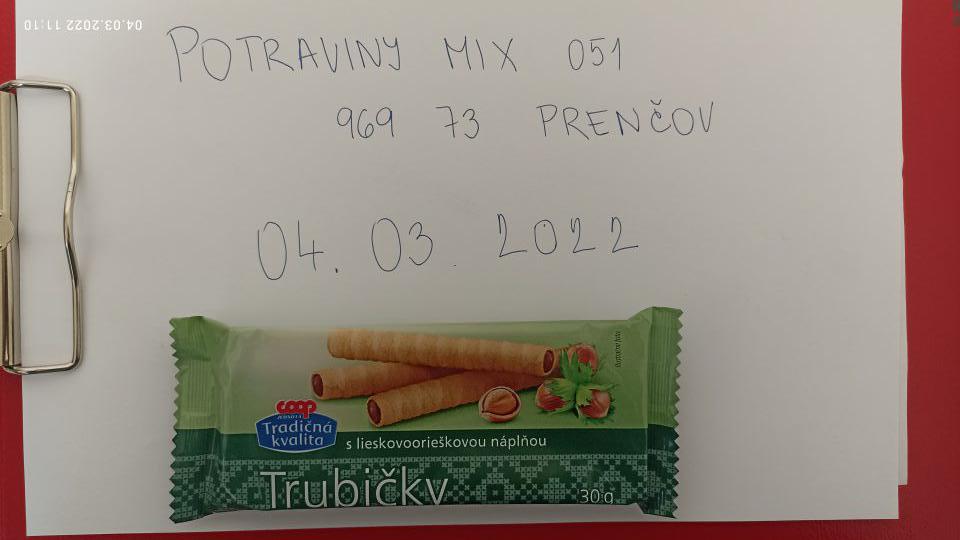 04.03.2022 11:10
POTRAVINY MIX 051
969 73 PRENČOV
04. 03. 2022
coop
JEDNOTA
Tradičná
kvalita
s lieskovoorieškovou náplňou
Trubičky
30 g